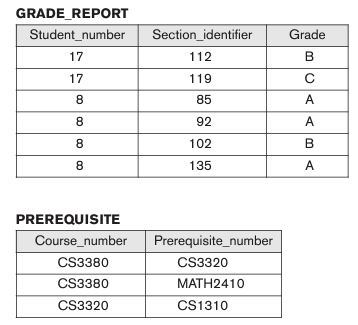 GRADE_REPORT
Student_number Section_identifier Grade
17 112 B
17 119 C
8 85 A
8 92 A
8 102 B
8 135 A
PREREQUISITE
Course_number Prerequisite_number
CS3380 CS3320
CS3380 MATH2410
CS3320 CS1310